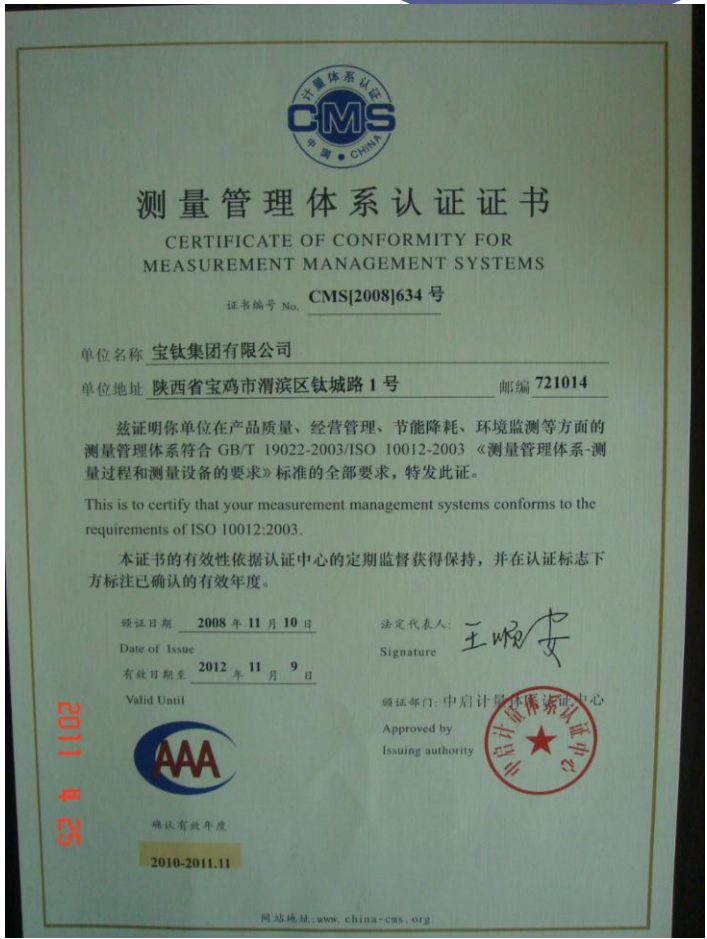 计量体系认证
CMS
中国 • CHINA
测量管理体系认证证书
CERTIFICATE OF CONFORMITY FOR
MEASUREMENT MANAGEMENT SYSTEMS
证书编号 No. CMS[2008]634 号
单位名称 宝钛集团有限公司
单位地址 陕西省宝鸡市渭滨区钛城路 1 号 邮编 721014
兹证明你单位在产品质量、经营管理、节能降耗、环境监测等方面的
测量管理体系符合 GB/T 19022-2003/ISO 10012-2003 《测量管理体系-测
量过程和测量设备的要求》标准的全部要求，特发此证。
This is to certify that your measurement management systems conforms to the
requirements of ISO 10012:2003.
本证书的有效性依据认证中心的定期监督获得保持，并在认证标志下
方标注已确认的有效年度。
颁证日期 2008 年 11 月 10 日
Date of Issue
有效日期至 2012 年 11 月 9 日
Valid Until
法定代表人:
Signature
王顺安
颁证部门: 中启计量体系认证中心
Approved by
Issuing authority
中启计量体系认证中心
AAA
确认有效年度
2010-2011.11
网站地址:www.china-cms.org
2011 4 25